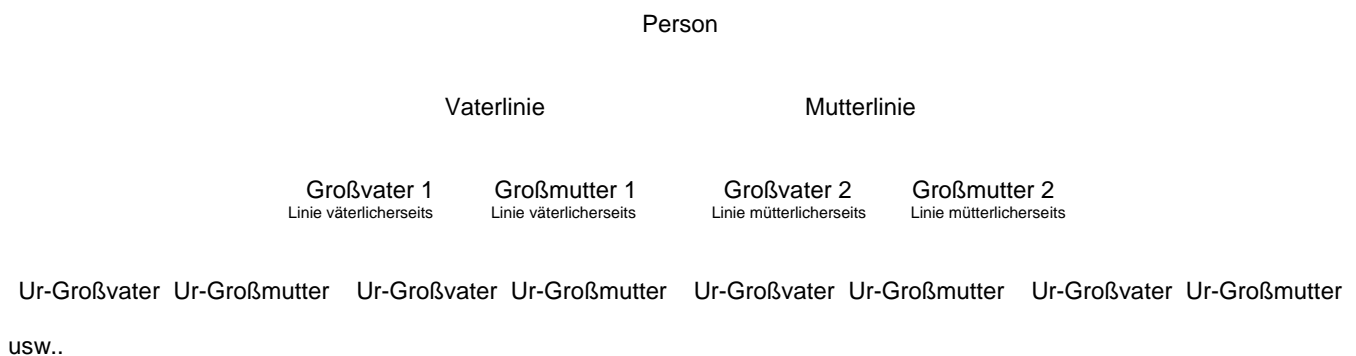 Person
Vaterlinie Mutterlinie
Großvater 1 Großmutter 1 Großvater 2 Großmutter 2
Linie väterlicherseits Linie väterlicherseits Linie mütterlicherseits Linie mütterlicherseits
Ur-Großvater Ur-Großmutter Ur-Großvater Ur-Großmutter Ur-Großvater Ur-Großmutter Ur-Großvater Ur-Großmutter
usw..